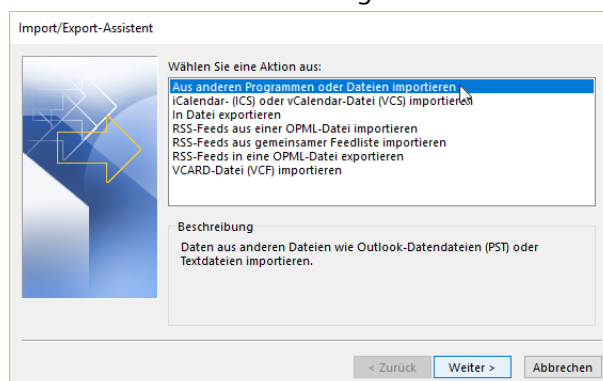 Import/Export-Assistent
Wählen Sie eine Aktion aus:
Aus anderen Programmen oder Dateien importieren
iCalendar- (ICS) oder vCalendar-Datei (VCS) importieren
In Datei exportieren
RSS-Feeds aus einer OPML-Datei importieren
RSS-Feeds aus gemeinsamer Feedliste importieren
RSS-Feeds in eine OPML-Datei exportieren
VCARD-Datei (VCF) importieren
Beschreibung
Daten aus anderen Dateien wie Outlook-Datendateien (PST) oder
Textdateien importieren.
< Zurück Weiter > Abbrechen